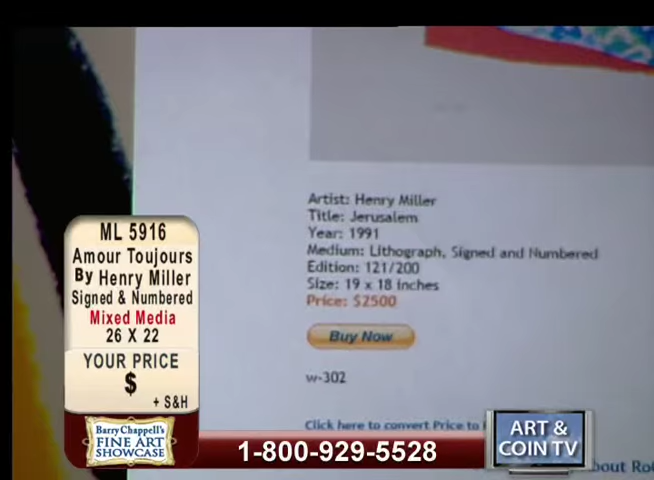 Artist: Henry Miller
Title: Jerusalem
Year: 1991
Medium: Lithograph, Signed and Numbered
Edition: 121/200
Size: 19 x 18 inches
Price: $2500
Buy Now
w-302
Click here to convert Price to
ML 5916
Amour Toujours
By Henry Miller
Signed & Numbered
Mixed Media
26 X 22
YOUR PRICE
$
+ S&H
Barry Chappell's
FINE ART
SHOWCASE
1-800-929-5528
ART &
COIN TV